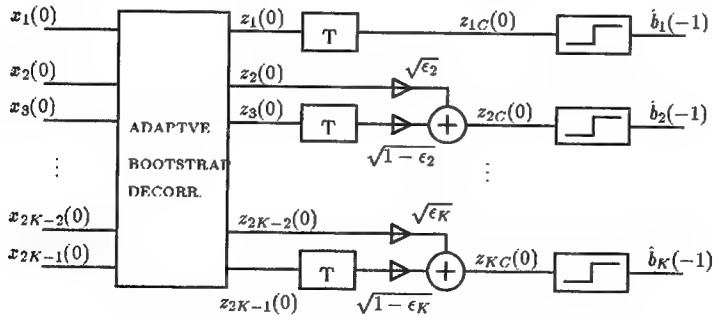 x₁(0) z₁(0) T z₁C(0) b̂₁(−1)
x₂(0) z₂(0) √ϵ₂
x₃(0) z₃(0) T √1 − ϵ₂ + z₂C(0) b̂₂(−1)
ADAPTVE
BOOTSTRAP
DECORR.
⋮ ⋮
x₂K₋₂(0) z₂K₋₂(0) √ϵK
x₂K₋₁(0) z₂K₋₁(0) T √1 − ϵK + zKC(0) b̂K(−1)